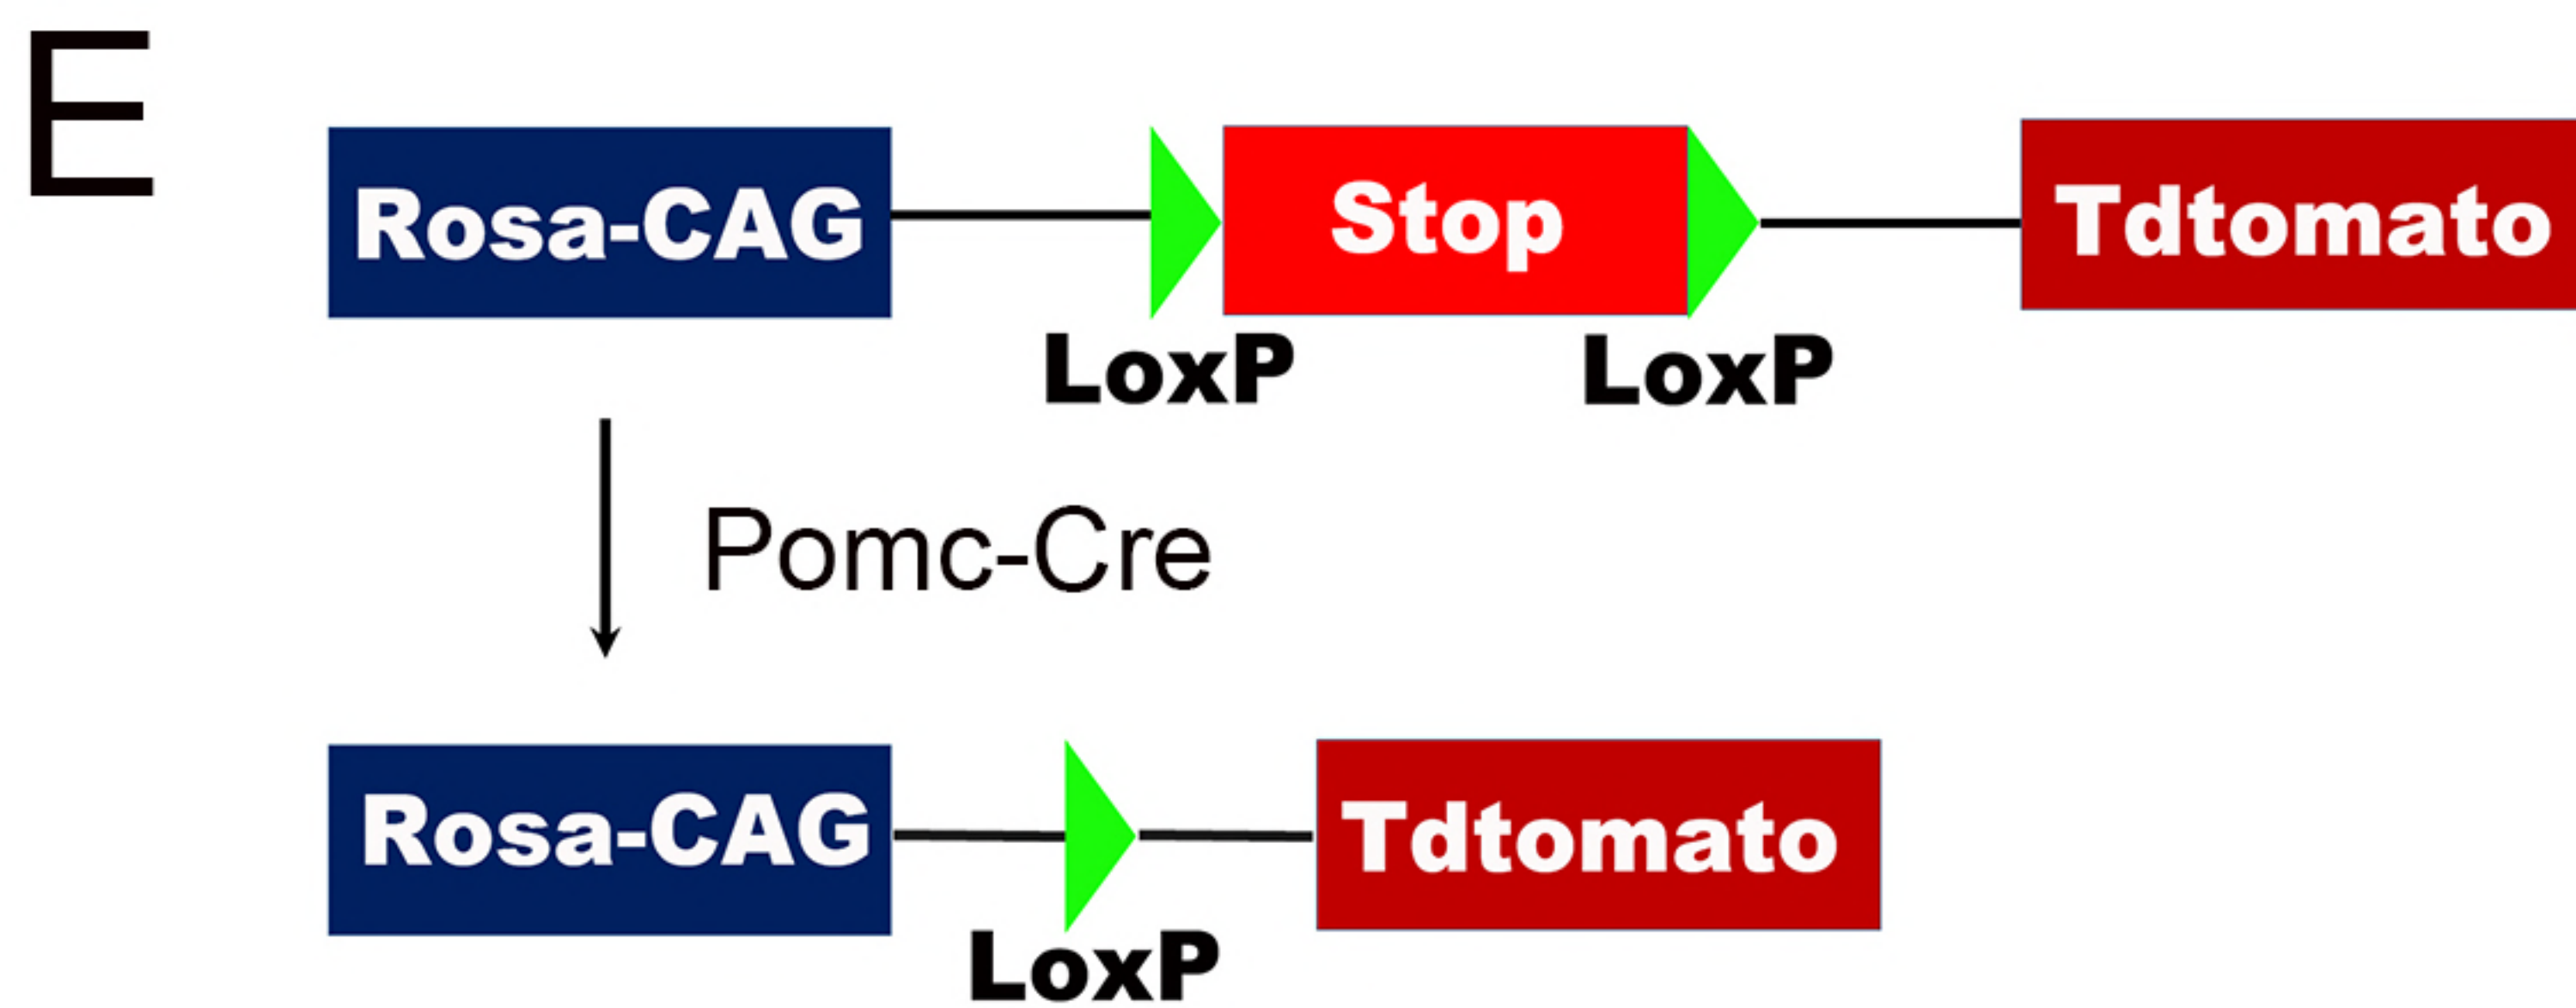 E
Rosa-CAG Stop Tdtomato
LoxP LoxP
Pomc-Cre
Rosa-CAG Tdtomato
LoxP